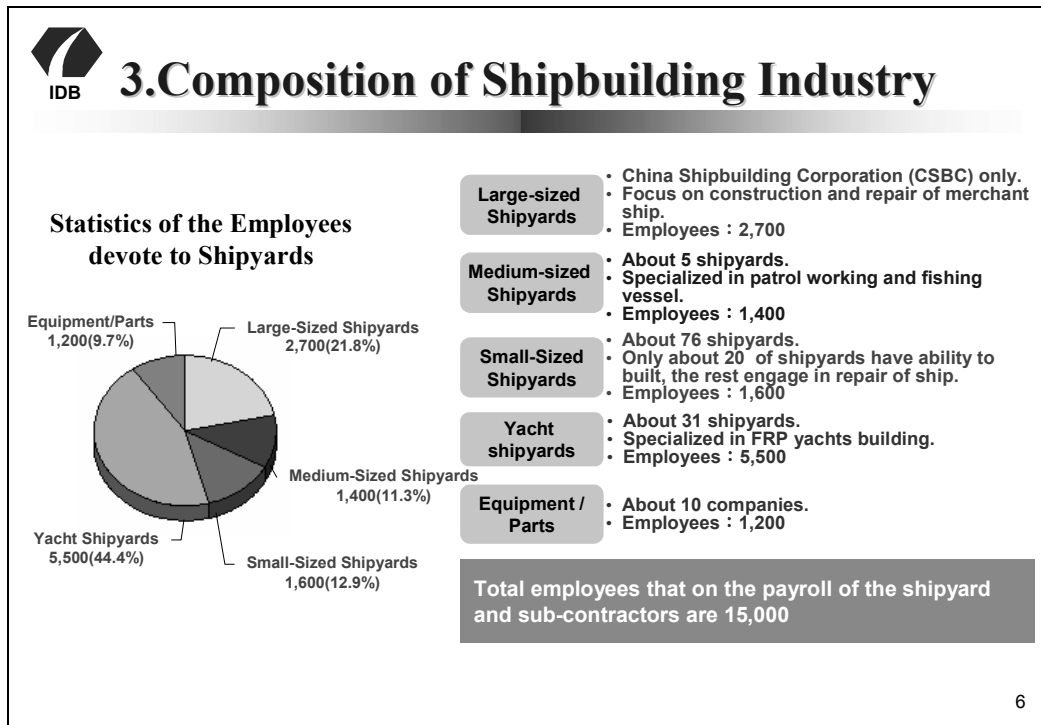 IDB
3.Composition of Shipbuilding Industry
Statistics of the Employees
devote to Shipyards
Equipment/Parts
1,200(9.7%)
Large-Sized Shipyards
2,700(21.8%)
Medium-Sized Shipyards
1,400(11.3%)
Yacht Shipyards
5,500(44.4%)
Small-Sized Shipyards
1,600(12.9%)
Large-sized
Shipyards
• China Shipbuilding Corporation (CSBC) only.
• Focus on construction and repair of merchant
ship.
• Employees：2,700
Medium-sized
Shipyards
• About 5 shipyards.
• Specialized in patrol working and fishing
vessel.
• Employees：1,400
Small-Sized
Shipyards
• About 76 shipyards.
• Only about 20 of shipyards have ability to
built, the rest engage in repair of ship.
• Employees：1,600
Yacht
shipyards
• About 31 shipyards.
• Specialized in FRP yachts building.
• Employees：5,500
Equipment /
Parts
• About 10 companies.
• Employees：1,200
Total employees that on the payroll of the shipyard
and sub-contractors are 15,000
6